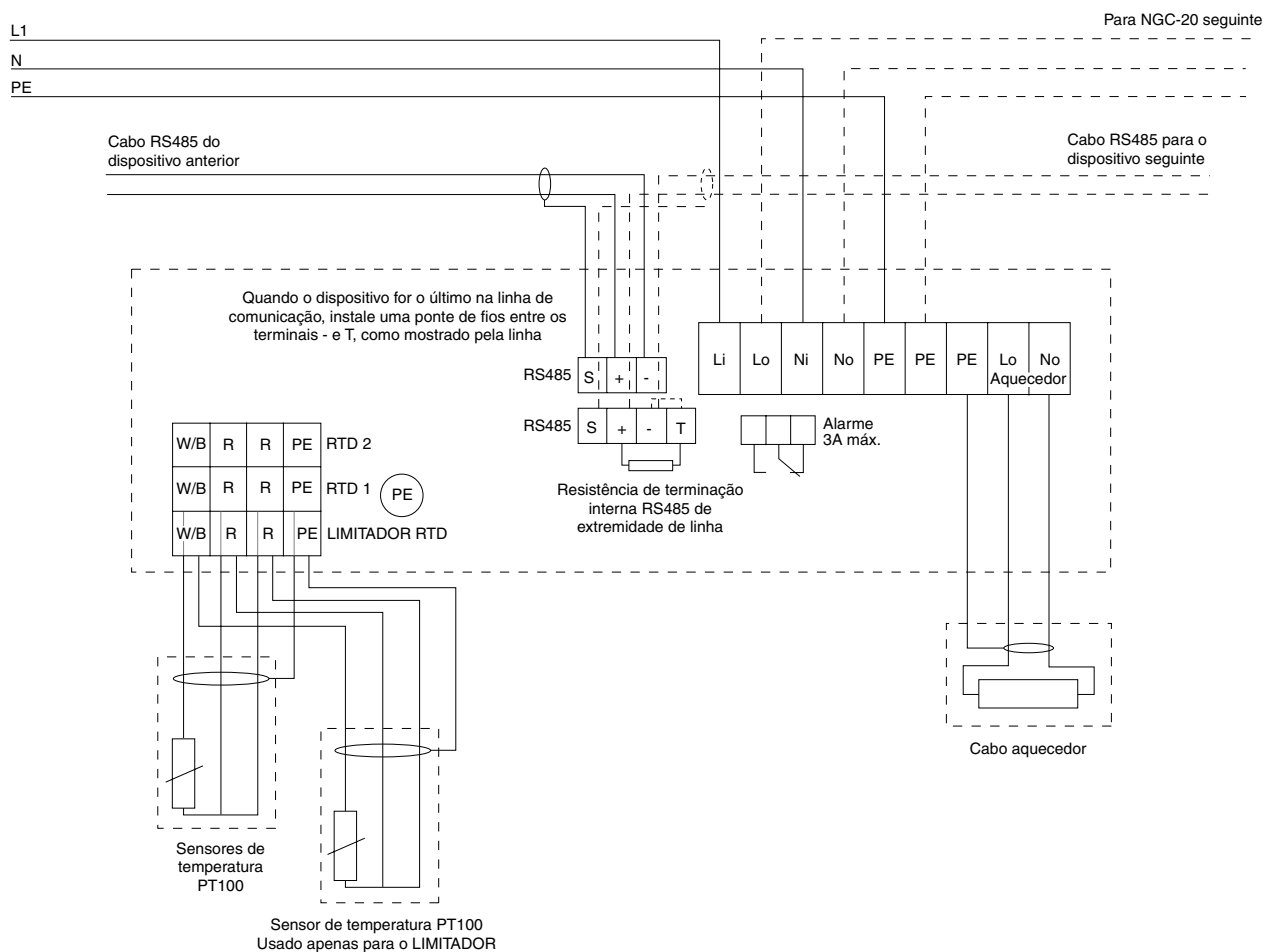 L1
Para NGC-20 seguinte
N
PE
Cabo RS485 do
dispositivo anterior
Cabo RS485 para o
dispositivo seguinte
Quando o dispositivo for o último na linha de
comunicação, instale uma ponte de fios entre os
terminais - e T, como mostrado pela linha
Li Lo Ni No PE PE PE Lo No
Aquecedor
RS485 S + -
RS485 S + - T
Alarme
3A máx.
Resistência de terminação
interna RS485 de
extremidade de linha
W/B R R PE RTD 2
W/B R R PE RTD 1 PE
W/B R R PE LIMITADOR RTD
Cabo aquecedor
Sensores de
temperatura
PT100
Sensor de temperatura PT100
Usado apenas para o LIMITADOR